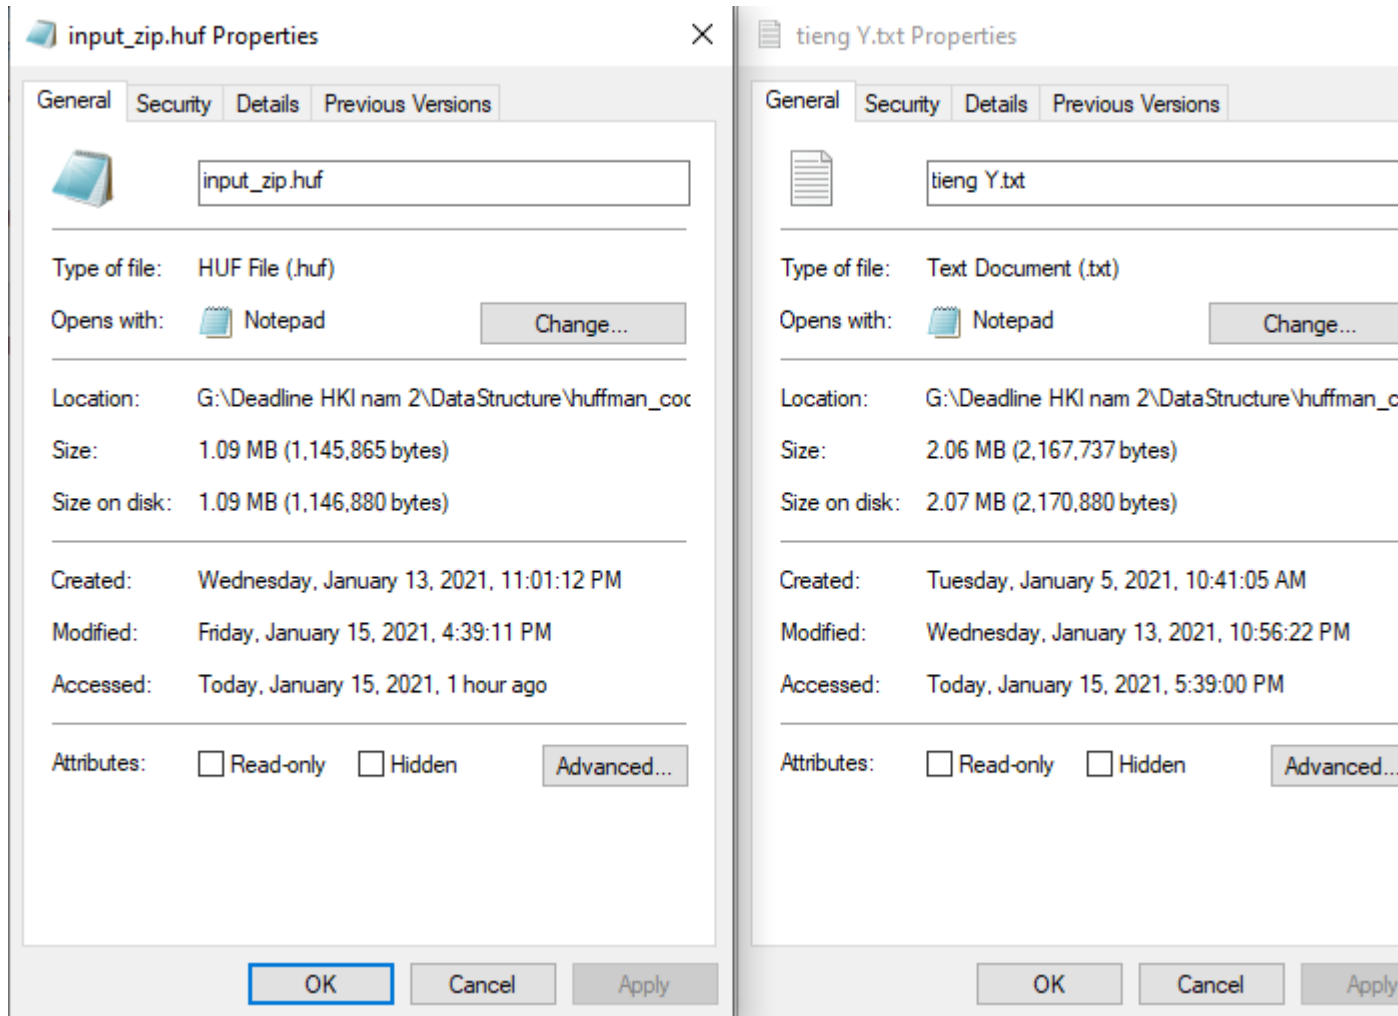 input_zip.huf Properties
General Security Details Previous Versions
input_zip.huf
Type of file: HUF File (.huf)
Opens with: Notepad Change...
Location: G:\Deadline HKI nam 2\DataStructure\huffman_coc
Size: 1.09 MB (1,145,865 bytes)
Size on disk: 1.09 MB (1,146,880 bytes)
Created: Wednesday, January 13, 2021, 11:01:12 PM
Modified: Friday, January 15, 2021, 4:39:11 PM
Accessed: Today, January 15, 2021, 1 hour ago
Attributes: Read-only Hidden Advanced...
OK Cancel Apply
tieng Y.txt Properties
General Security Details Previous Versions
tieng Y.txt
Type of file: Text Document (.txt)
Opens with: Notepad Change...
Location: G:\Deadline HKI nam 2\DataStructure\huffman_c
Size: 2.06 MB (2,167,737 bytes)
Size on disk: 2.07 MB (2,170,880 bytes)
Created: Tuesday, January 5, 2021, 10:41:05 AM
Modified: Wednesday, January 13, 2021, 10:56:22 PM
Accessed: Today, January 15, 2021, 5:39:00 PM
Attributes: Read-only Hidden Advanced...
OK Cancel Apply